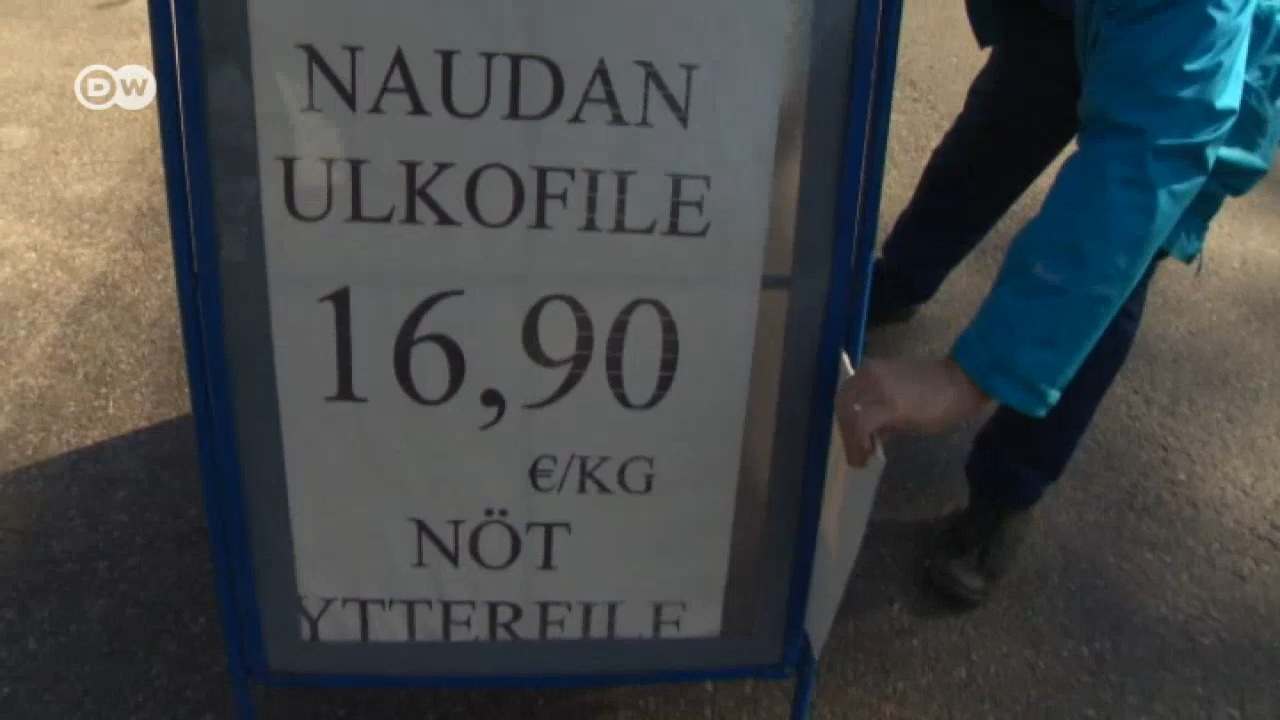 DW
NAUDAN
ULKOFILE
16,90
€/KG
NÖT
YTTERFILE